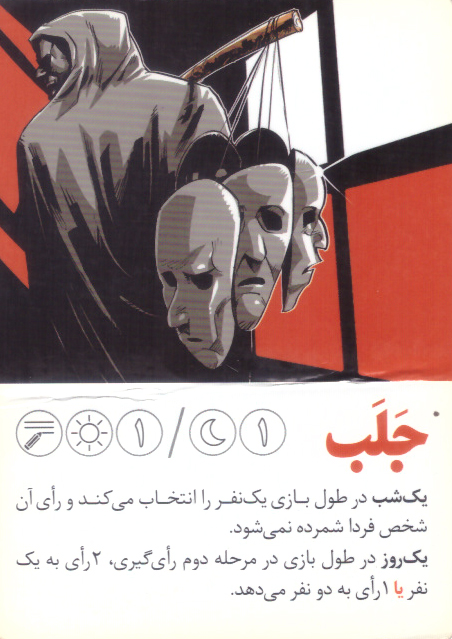 جَلَب
۱ / ۱
یک‌شب در طول بازی یک‌نفر را انتخاب می‌کند و رأی آن
شخص فردا شمرده نمی‌شود.
یک‌روز در طول بازی در مرحله دوم رأی‌گیری، ۲رأی به یک
نفر یا ۱رأی به دو نفر می‌دهد.